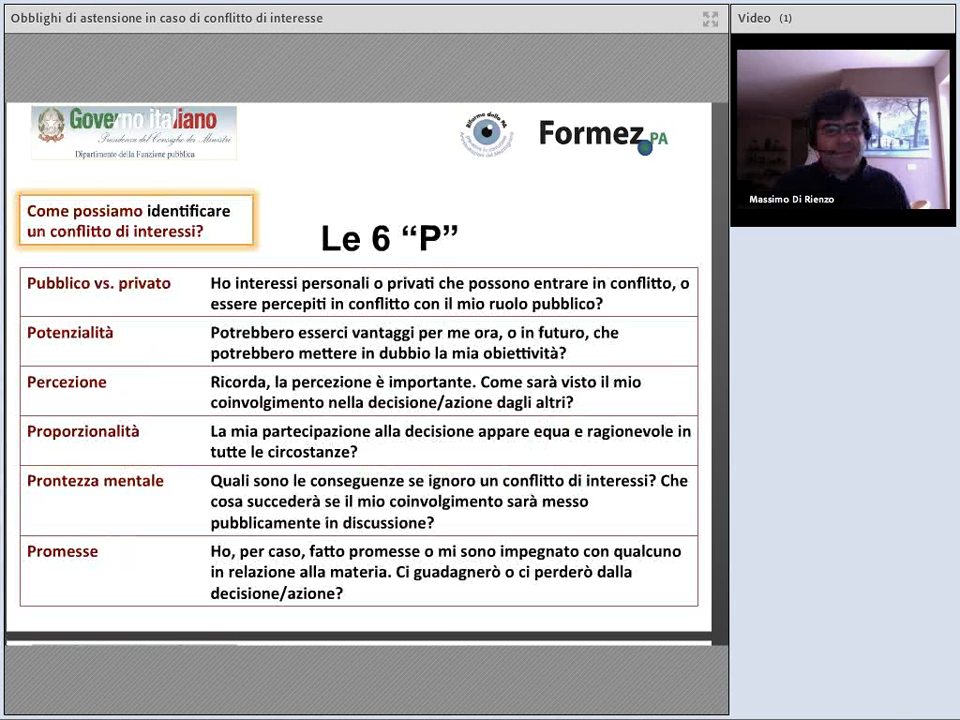 Obblighi di astensione in caso di conflitto di interesse
Video (1)
Governo italiano
Presidenza del Consiglio dei Ministri
Dipartimento della Funzione pubblica
Riforma della PA
Formez PA
Massimo Di Rienzo
Come possiamo identificare
un conflitto di interessi?
Le 6 “P”
Pubblico vs. privato
Ho interessi personali o privati che possono entrare in conflitto, o
essere percepiti in conflitto con il mio ruolo pubblico?
Potenzialità
Potrebbero esserci vantaggi per me ora, o in futuro, che
potrebbero mettere in dubbio la mia obiettività?
Percezione
Ricorda, la percezione è importante. Come sarà visto il mio
coinvolgimento nella decisione/azione dagli altri?
Proporzionalità
La mia partecipazione alla decisione appare equa e ragionevole in
tutte le circostanze?
Prontezza mentale
Quali sono le conseguenze se ignoro un conflitto di interessi? Che
cosa succederà se il mio coinvolgimento sarà messo
pubblicamente in discussione?
Promesse
Ho, per caso, fatto promesse o mi sono impegnato con qualcuno
in relazione alla materia. Ci guadagnerò o ci perderò dalla
decisione/azione?